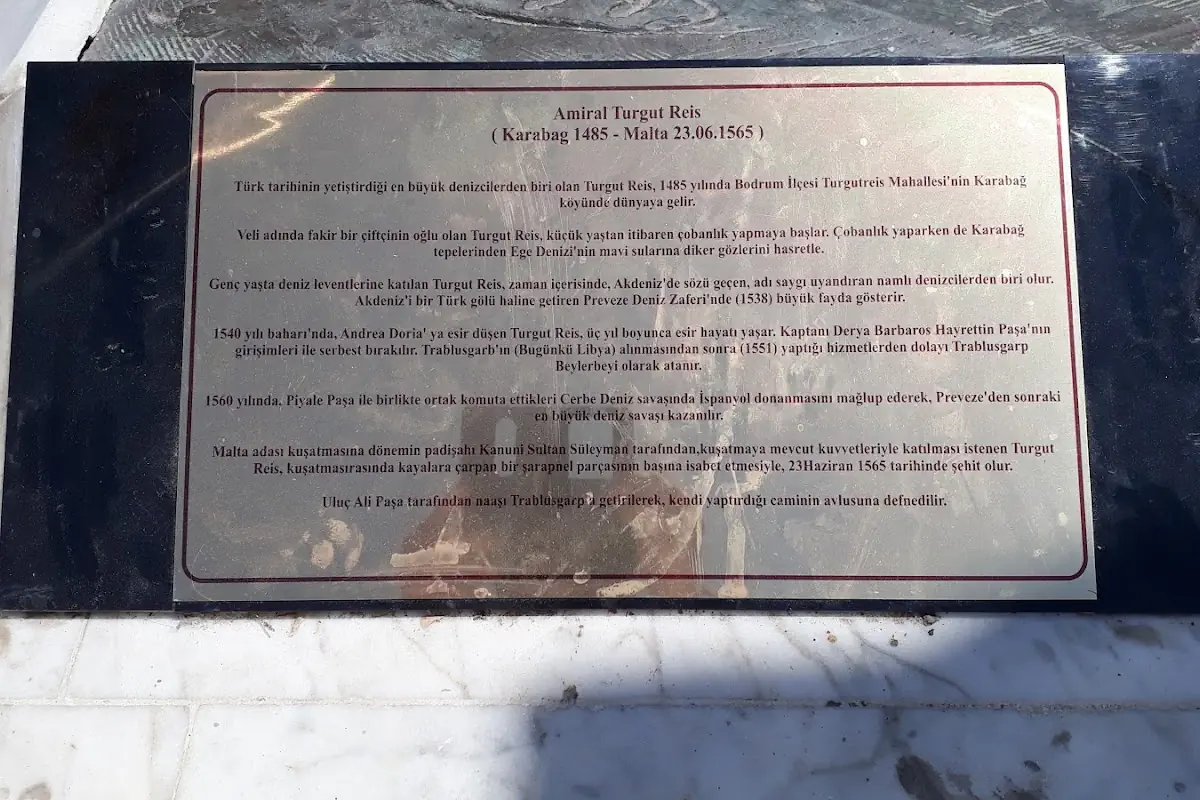 Amiral Turgut Reis
( Karabag 1485 - Malta 23.06.1565 )
Türk tarihinin yetiştirdiği en büyük denizcilerden biri olan Turgut Reis, 1485 yılında Bodrum İlçesi Turgutreis Mahallesi'nin Karabağ
köyünde dünyaya gelir.
Veli adında fakir bir çiftçinin oğlu olan Turgut Reis, küçük yaştan itibaren çobanlık yapmaya başlar. Çobanlık yaparken de Karabağ
tepelerinden Ege Denizi'nin mavi sularına diker gözlerini hasretle.
Genç yaşta deniz leventlerine katılan Turgut Reis, zaman içerisinde, Akdeniz'de sözü geçen, adı saygı uyandıran namlı denizcilerden biri olur.
Akdeniz'i bir Türk gölü haline getiren Preveze Deniz Zaferi'nde (1538) büyük fayda gösterir.
1540 yılı baharı'nda, Andrea Doria' ya esir düşen Turgut Reis, üç yıl boyunca esir hayatı yaşar. Kaptanı Derya Barbaros Hayrettin Paşa'nın
girişimleri ile serbest bırakılır. Trablusgarb'ın (Bugünkü Libya) alınmasından sonra (1551) yaptığı hizmetlerden dolayı Trablusgarp
Beylerbeyi olarak atanır.
1560 yılında, Piyale Paşa ile birlikte ortak komuta ettikleri Cerbe Deniz savaşında İspanyol donanmasını mağlup ederek, Preveze'den sonraki
en büyük deniz savaşı kazanılır.
Malta adası kuşatmasına dönemin padişahı Kanuni Sultan Süleyman tarafından,kuşatmaya mevcut kuvvetleriyle katılması istenen Turgut
Reis, kuşatmasırasında kayalara çarpan bir şarapnel parçasının başına isabet etmesiyle, 23Haziran 1565 tarihinde şehit olur.
Uluç Ali Paşa tarafından naaşı Trablusgarp'a getirilerek, kendi yaptırdığı caminin avlusuna defnedilir.